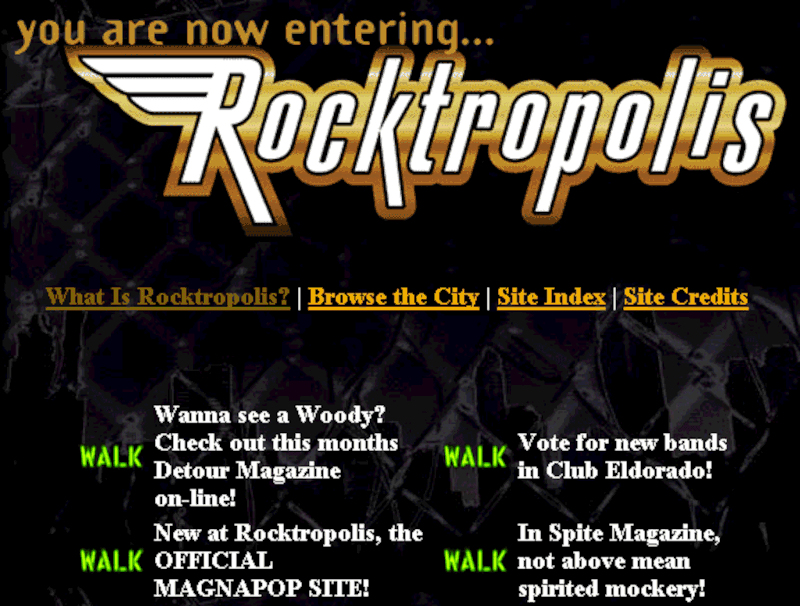 you are now entering...
Rocktropolis
What Is Rocktropolis? | Browse the City | Site Index | Site Credits
WALK
Wanna see a Woody?
Check out this months
Detour Magazine
on-line!
WALK
Vote for new bands
in Club Eldorado!
WALK
New at Rocktropolis, the
OFFICIAL
MAGNAPOP SITE!
WALK
In Spite Magazine,
not above mean
spirited mockery!